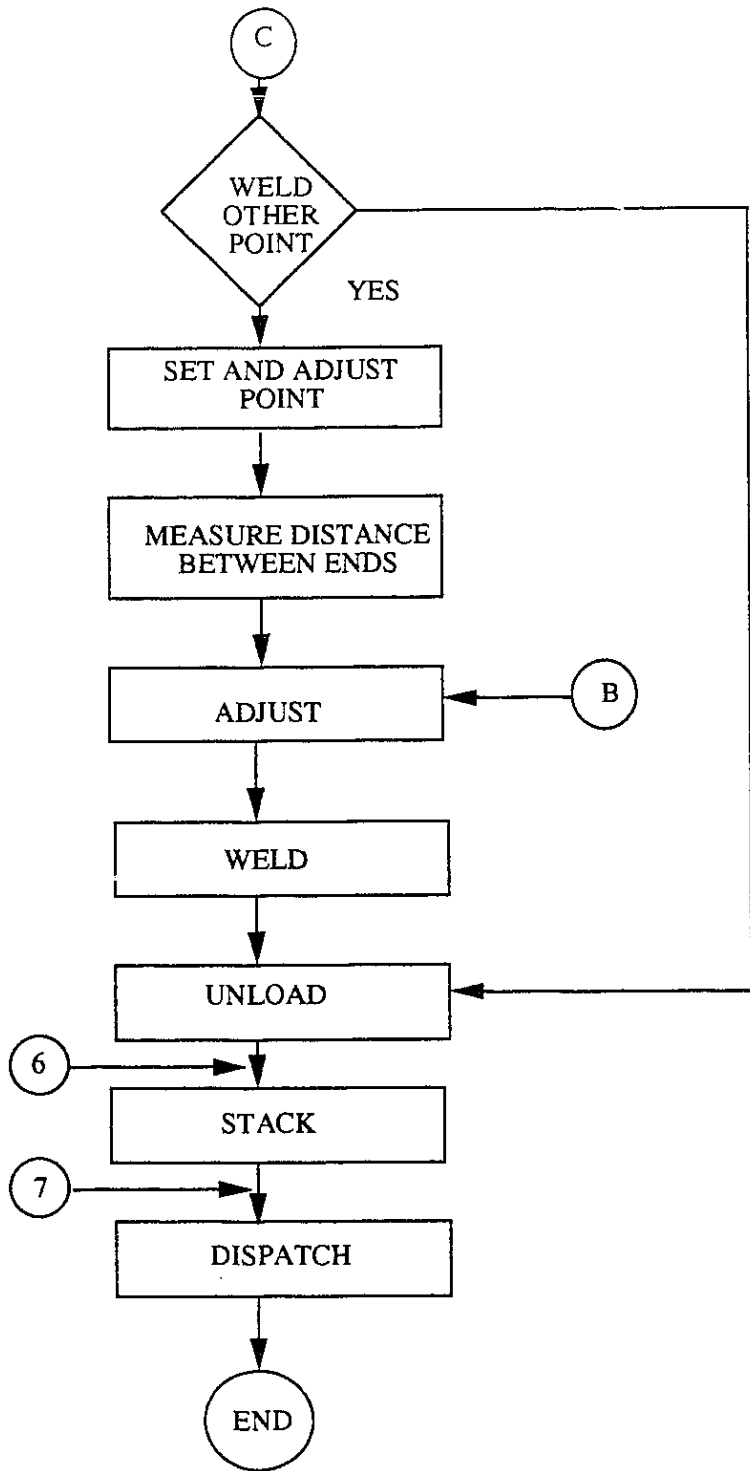 C
WELD
OTHER
POINT
YES
SET AND ADJUST
POINT
MEASURE DISTANCE
BETWEEN ENDS
ADJUST
B
WELD
UNLOAD
6
STACK
7
DISPATCH
END